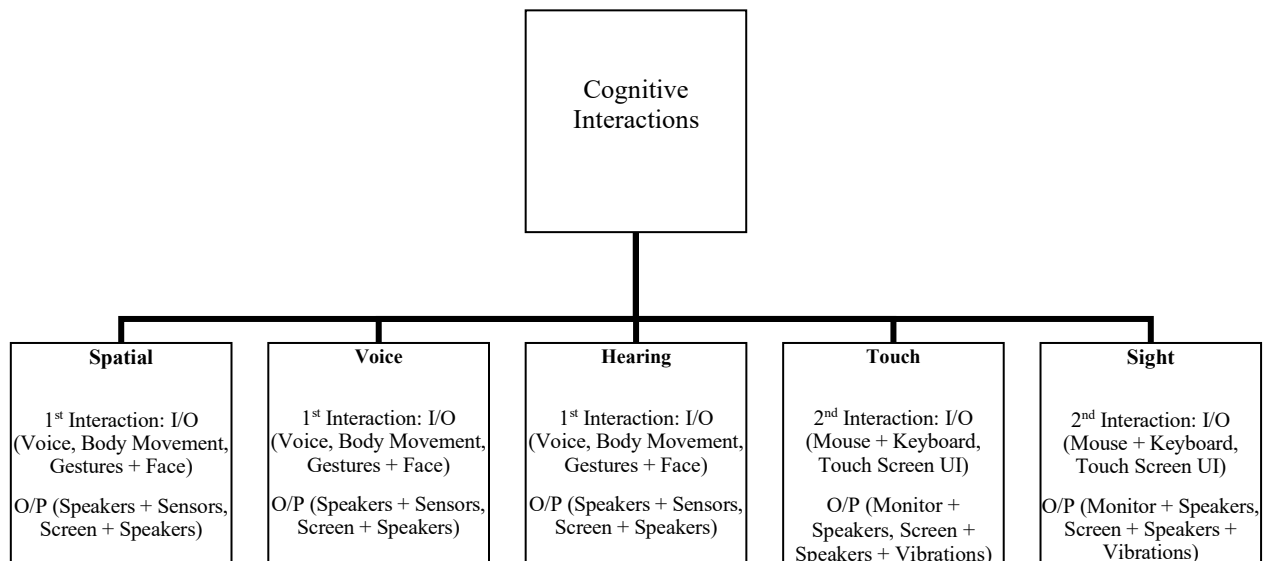 Cognitive
Interactions
Spatial
1st Interaction: I/O
(Voice, Body Movement,
Gestures + Face)
O/P (Speakers + Sensors,
Screen + Speakers)
Voice
1st Interaction: I/O
(Voice, Body Movement,
Gestures + Face)
O/P (Speakers + Sensors,
Screen + Speakers)
Hearing
1st Interaction: I/O
(Voice, Body Movement,
Gestures + Face)
O/P (Speakers + Sensors,
Screen + Speakers)
Touch
2nd Interaction: I/O
(Mouse + Keyboard,
Touch Screen UI)
O/P (Monitor +
Speakers, Screen +
Speakers + Vibrations)
Sight
2nd Interaction: I/O
(Mouse + Keyboard,
Touch Screen UI)
O/P (Monitor + Speakers,
Screen + Speakers +
Vibrations)